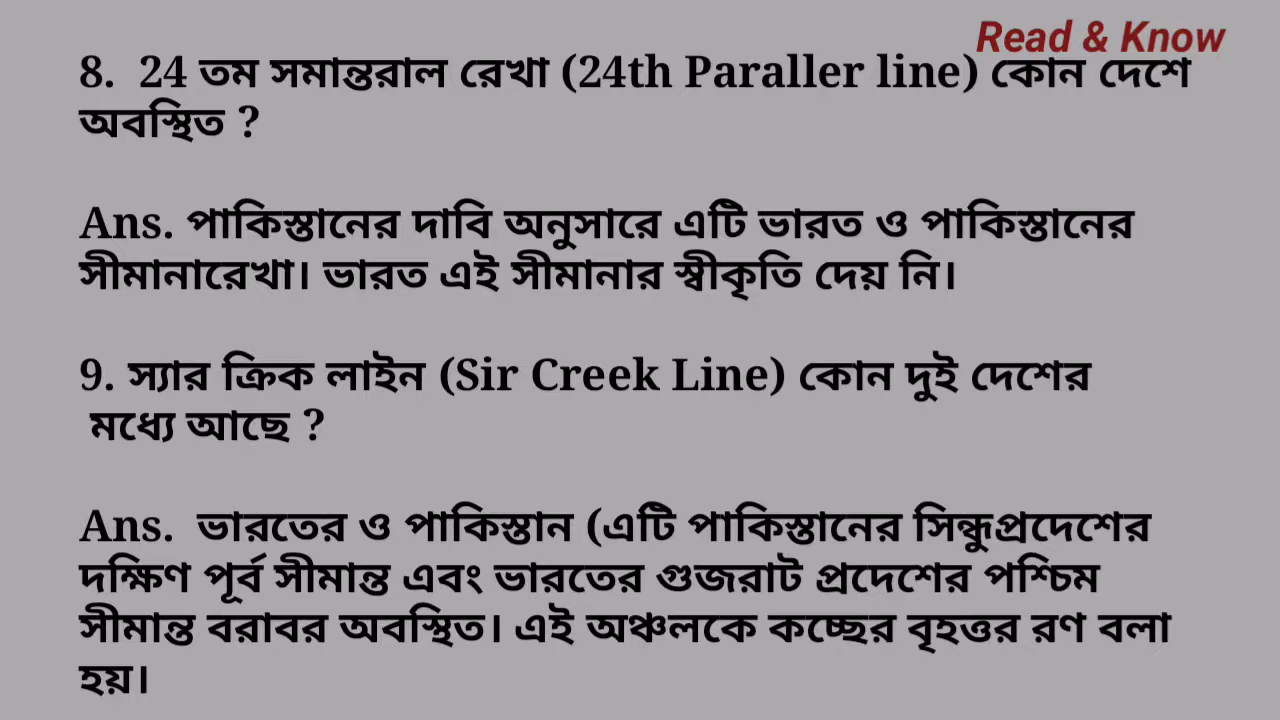 Read & Know
8. 24 তম সমান্তরাল রেখা (24th Paraller line) কোন দেশে
অবস্থিত ?
Ans. পাকিস্তানের দাবি অনুসারে এটি ভারত ও পাকিস্তানের
সীমানারেখা। ভারত এই সীমানার স্বীকৃতি দেয় নি।
9. স্যার ক্রিক লাইন (Sir Creek Line) কোন দুই দেশের
মধ্যে আছে ?
Ans. ভারতের ও পাকিস্তান (এটি পাকিস্তানের সিন্ধুপ্রদেশের
দক্ষিণ পূর্ব সীমান্ত এবং ভারতের গুজরাট প্রদেশের পশ্চিম
সীমান্ত বরাবর অবস্থিত। এই অঞ্চলকে কচ্ছের বৃহত্তর রণ বলা
হয়।